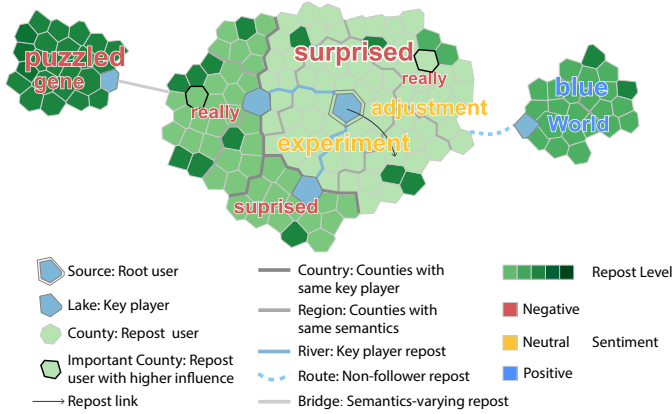 puzzled
gene
surprised
really
really
adjustment
experiment
suprised
blue
World
Source: Root user
Lake: Key player
County: Repost user
Important County: Repost
user with higher influence
Repost link
Country: Counties with
same key player
Region: Counties with
same semantics
River: Key player repost
Route: Non-follower repost
Bridge: Semantics-varying repost
Repost Level
Negative
Neutral
Sentiment
Positive